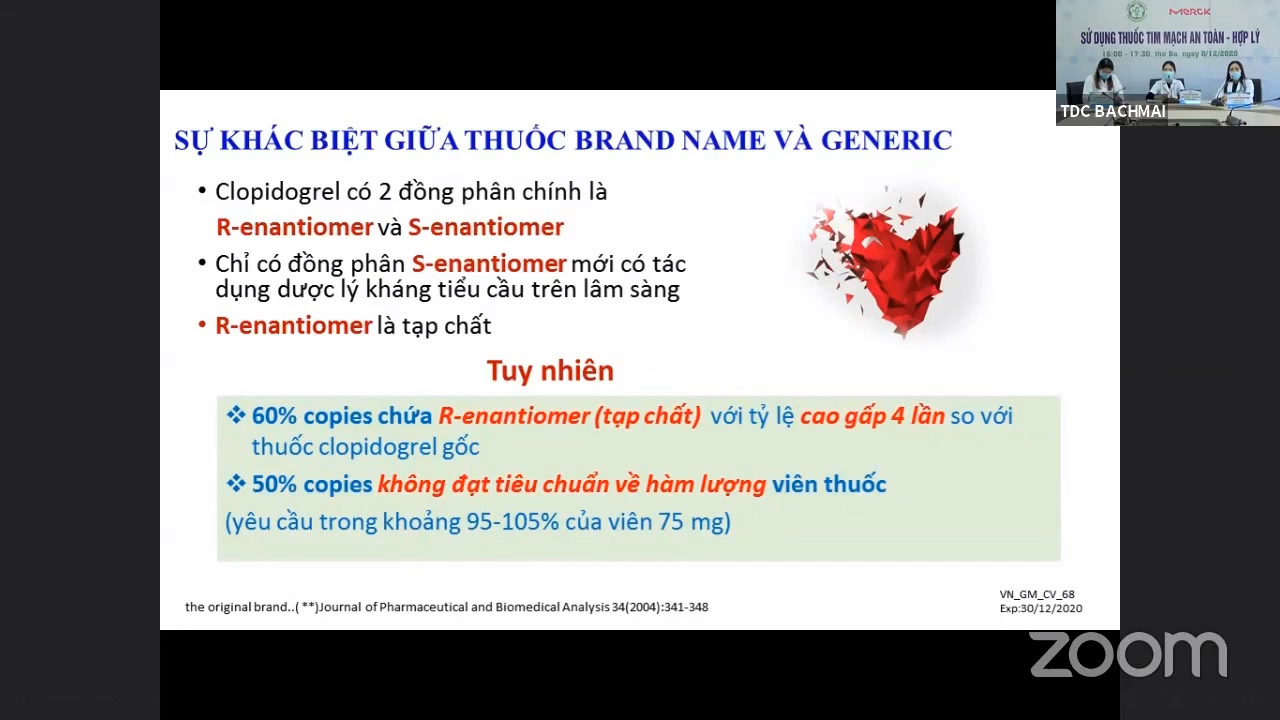 MERCK
SỬ DỤNG THUỐC TIM MẠCH AN TOÀN - HỢP LÝ
16:00 - 17:30, thứ Ba, ngày 8/12/2020
TDC BACHMAI
SỰ KHÁC BIỆT GIỮA THUỐC BRAND NAME VÀ GENERIC
• Clopidogrel có 2 đồng phân chính là
R-enantiomer và S-enantiomer
• Chỉ có đồng phân S-enantiomer mới có tác
dụng dược lý kháng tiểu cầu trên lâm sàng
• R-enantiomer là tạp chất
Tuy nhiên
❖ 60% copies chứa R-enantiomer (tạp chất) với tỷ lệ cao gấp 4 lần so với
thuốc clopidogrel gốc
❖ 50% copies không đạt tiêu chuẩn về hàm lượng viên thuốc
(yêu cầu trong khoảng 95-105% của viên 75 mg)
the original brand..( **)Journal of Pharmaceutical and Biomedical Analysis 34(2004):341-348
VN_GM_CV_68
Exp:30/12/2020
zoom